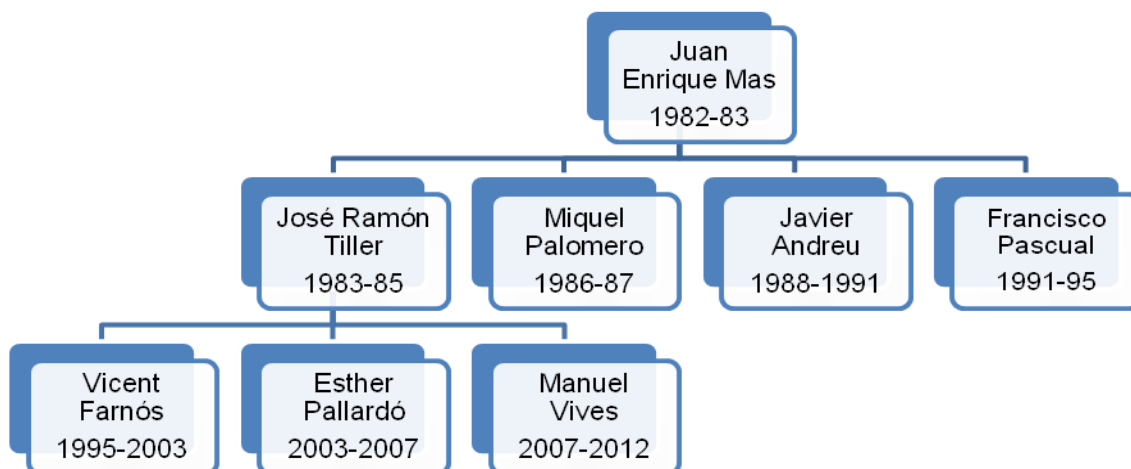 Juan
Enrique Mas
1982-83
José Ramón
Tiller
1983-85
Miquel
Palomero
1986-87
Javier
Andreu
1988-1991
Francisco
Pascual
1991-95
Vicent
Farnós
1995-2003
Esther
Pallardó
2003-2007
Manuel
Vives
2007-2012